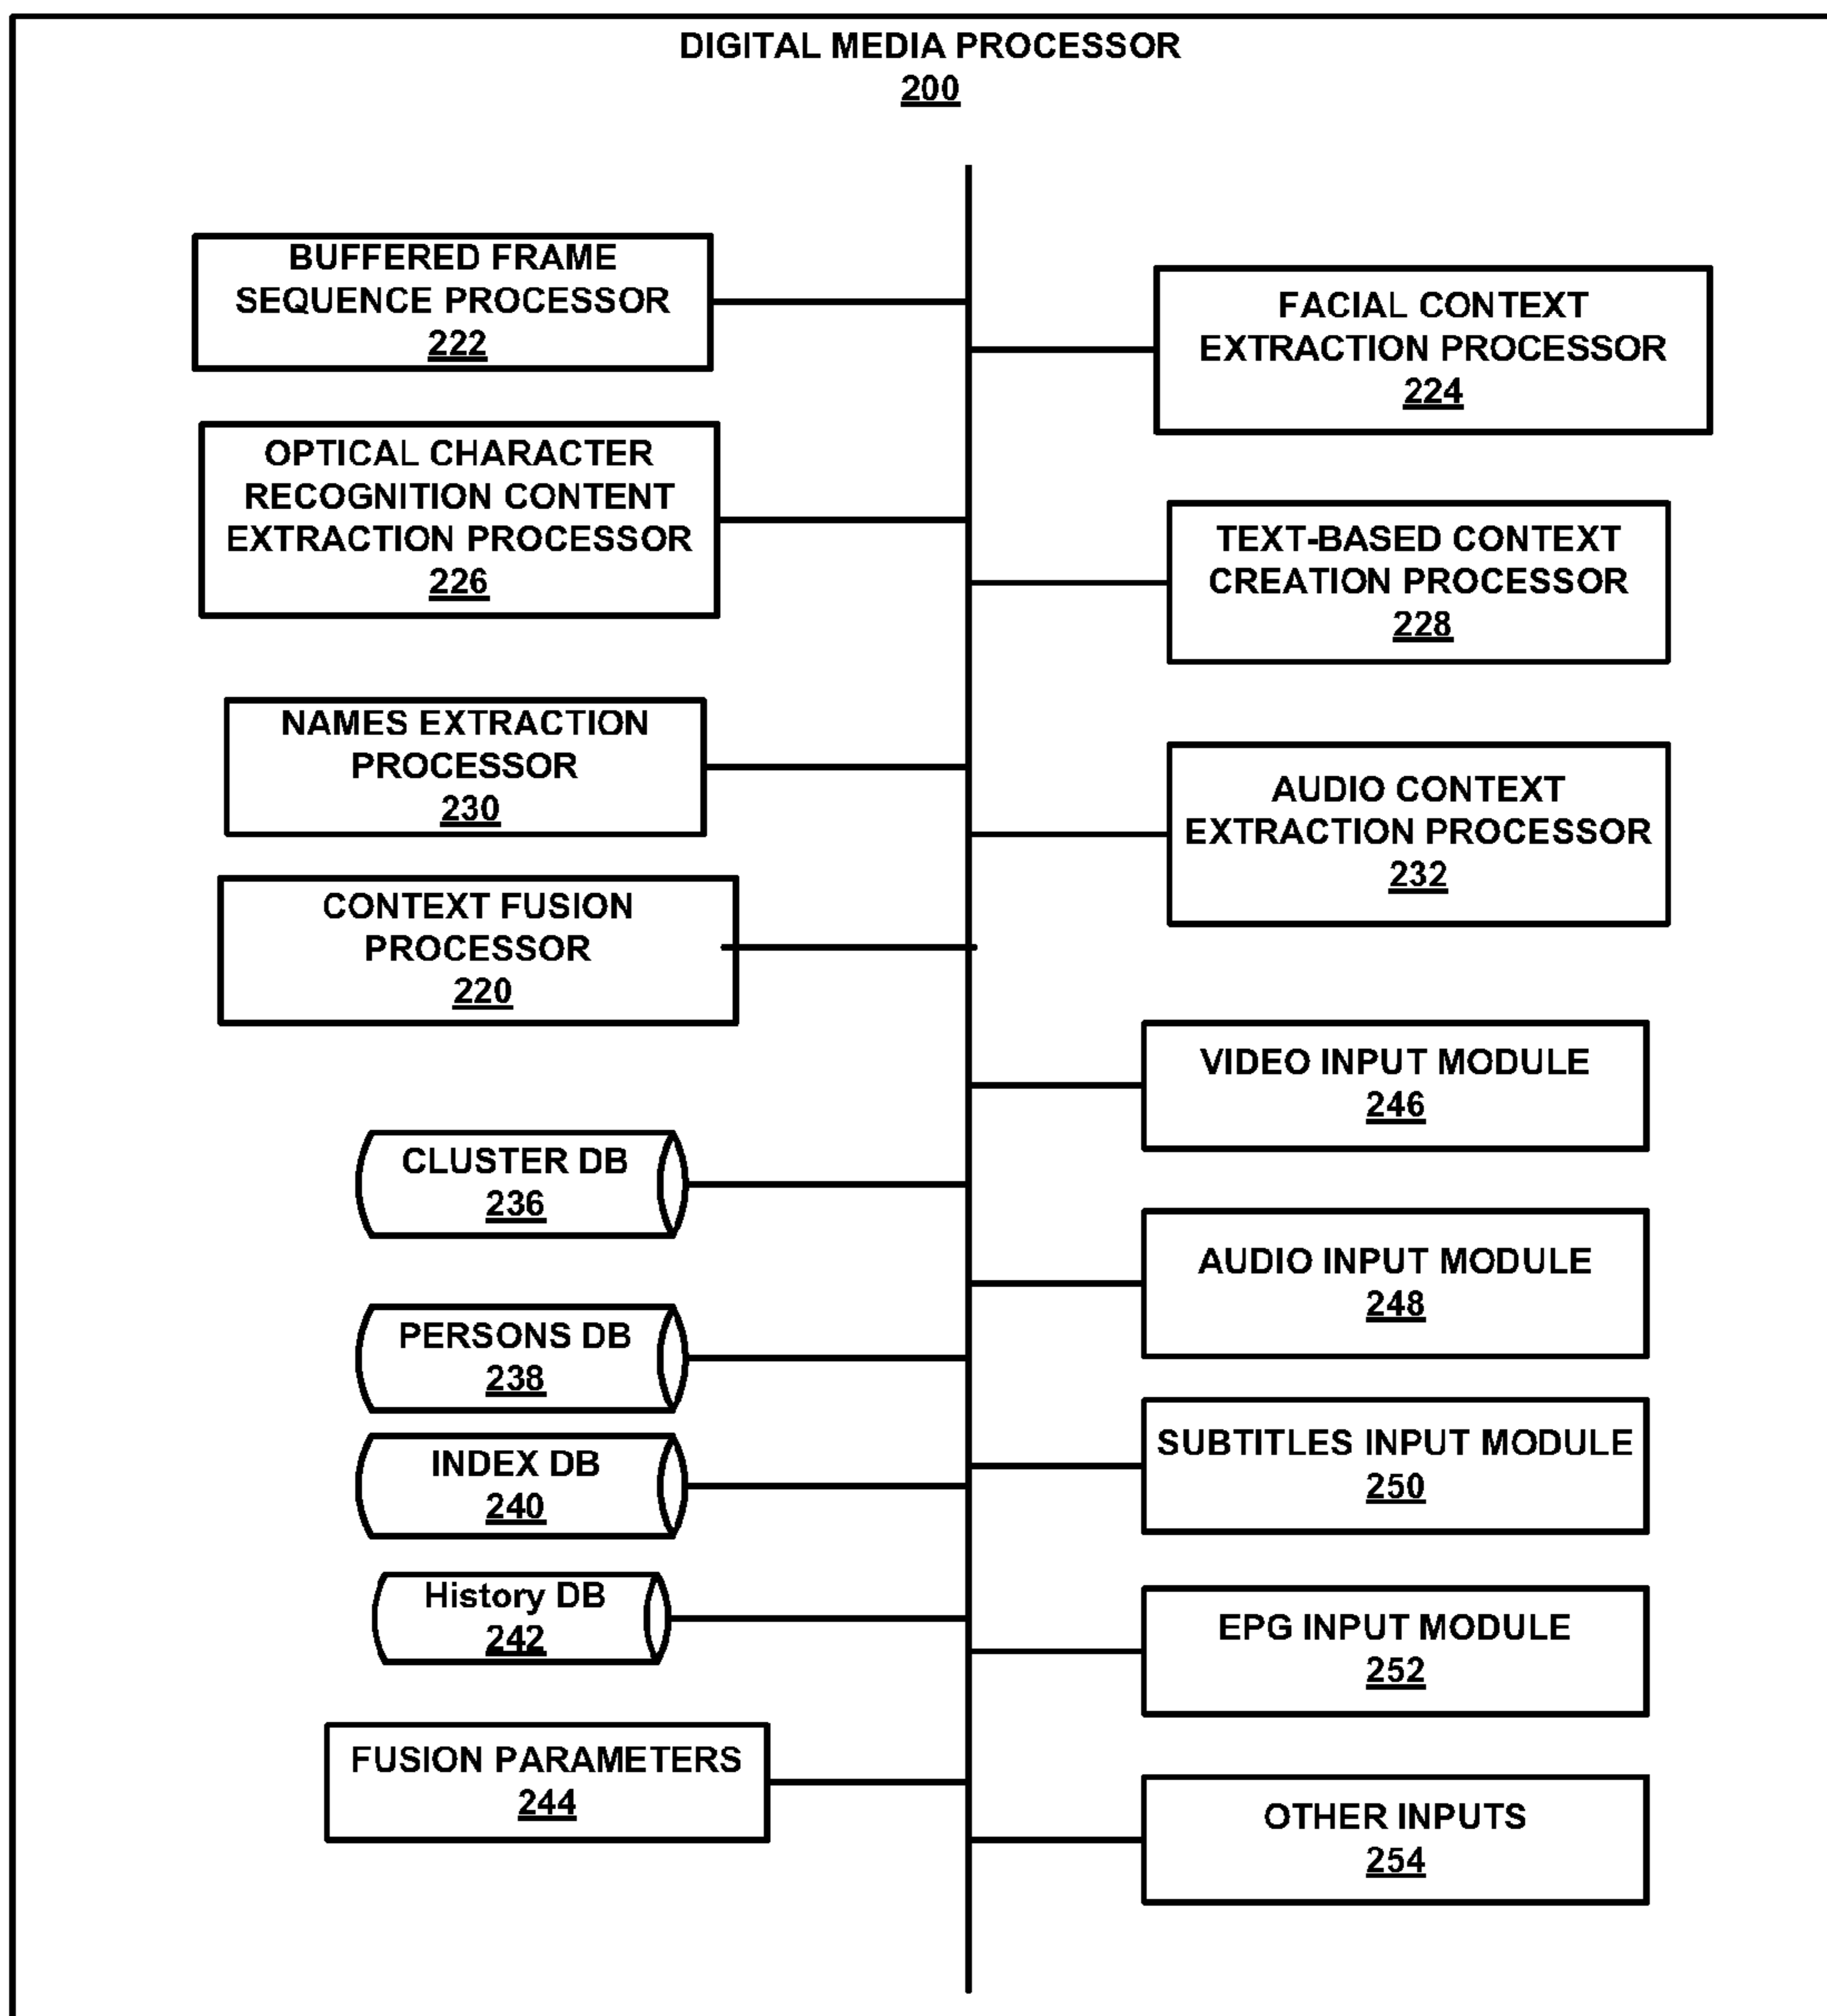 DIGITAL MEDIA PROCESSOR
200
BUFFERED FRAME
SEQUENCE PROCESSOR
222
FACIAL CONTEXT
EXTRACTION PROCESSOR
224
OPTICAL CHARACTER
RECOGNITION CONTENT
EXTRACTION PROCESSOR
226
TEXT-BASED CONTEXT
CREATION PROCESSOR
228
NAMES EXTRACTION
PROCESSOR
230
AUDIO CONTEXT
EXTRACTION PROCESSOR
232
CONTEXT FUSION
PROCESSOR
220
VIDEO INPUT MODULE
246
CLUSTER DB
236
AUDIO INPUT MODULE
248
PERSONS DB
238
SUBTITLES INPUT MODULE
250
INDEX DB
240
History DB
242
EPG INPUT MODULE
252
FUSION PARAMETERS
244
OTHER INPUTS
254